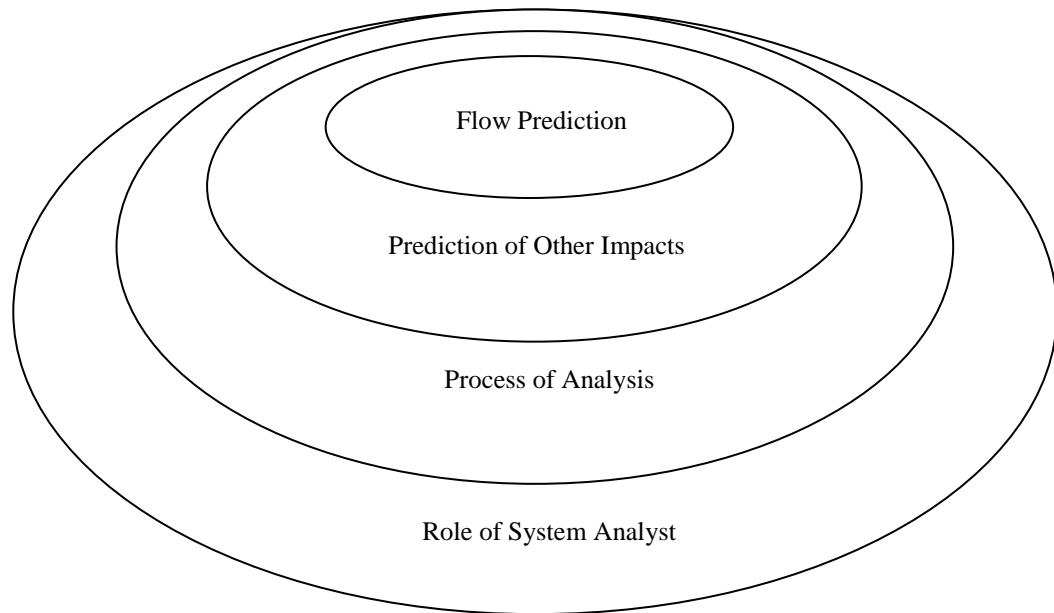 Flow Prediction
Prediction of Other Impacts
Process of Analysis
Role of System Analyst